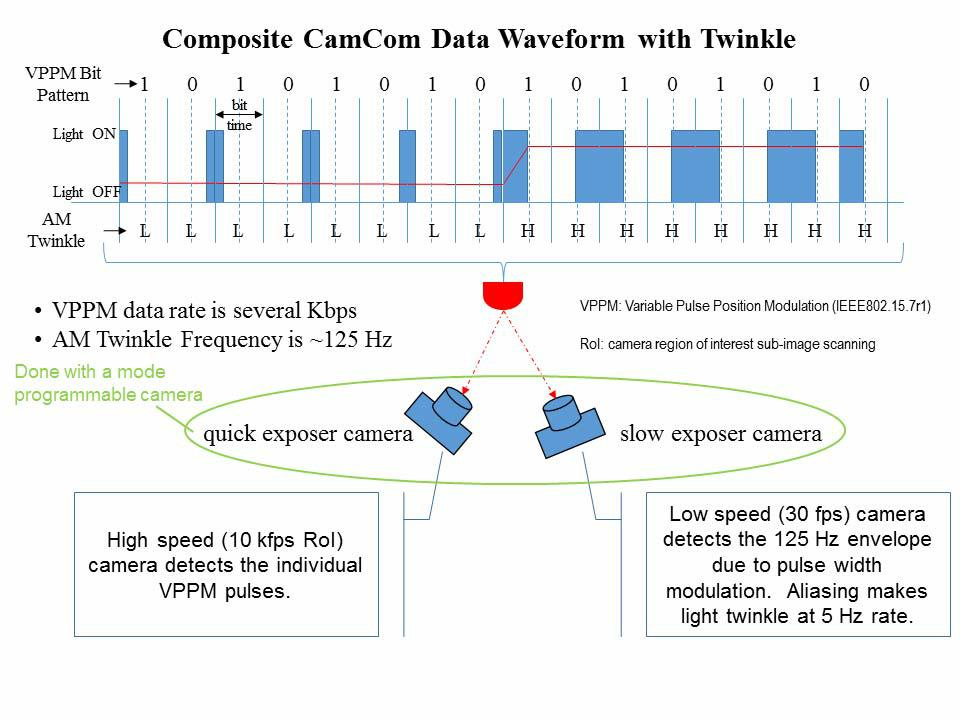 Composite CamCom Data Waveform with Twinkle
VPPM Bit
Pattern
1 0 1 0 1 0 1 0 1 0 1 0 1 0 1 0
bit
time
Light ON
Light OFF
AM
Twinkle
L L L L L L L L H H H H H H H H
• VPPM data rate is several Kbps
• AM Twinkle Frequency is ~125 Hz
VPPM: Variable Pulse Position Modulation (IEEE802.15.7r1)
RoI: camera region of interest sub-image scanning
Done with a mode
programmable camera
quick exposer camera
slow exposer camera
High speed (10 kfps RoI)
camera detects the individual
VPPM pulses.
Low speed (30 fps) camera
detects the 125 Hz envelope
due to pulse width
modulation. Aliasing makes
light twinkle at 5 Hz rate.